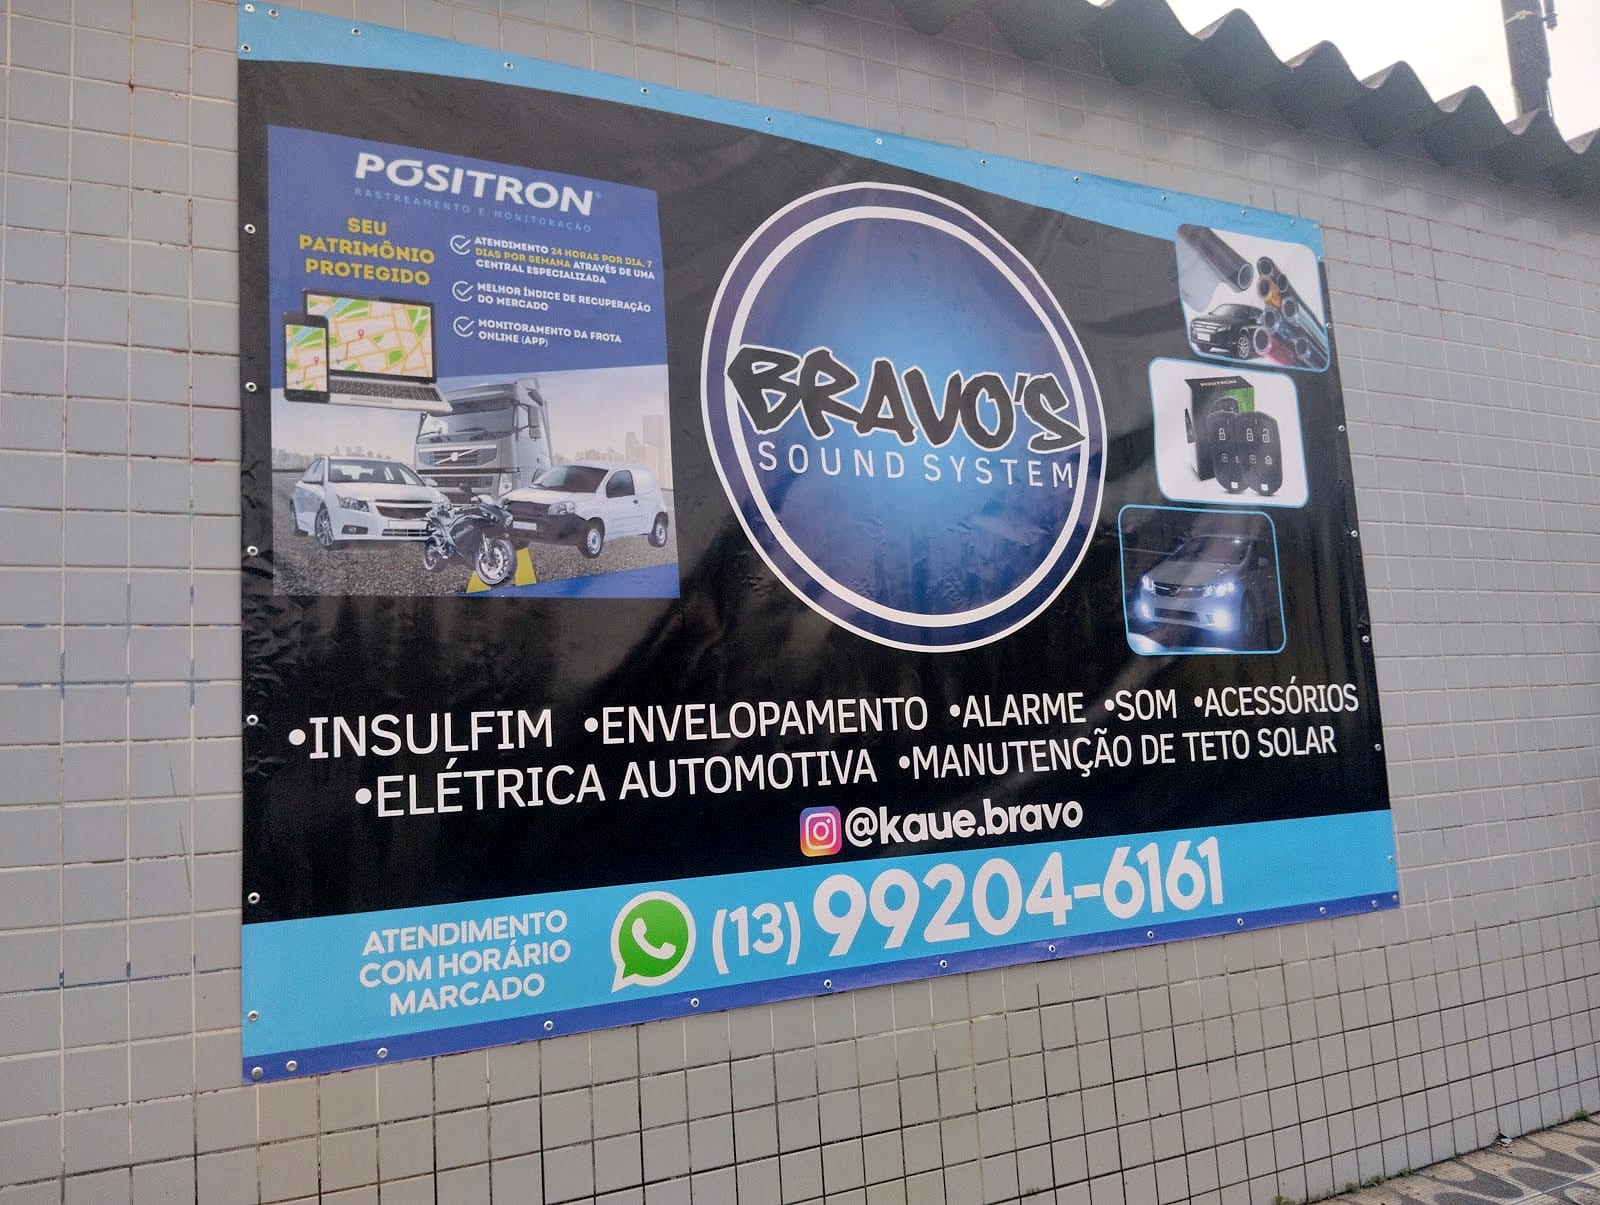 PÓSITRON
RASTREAMENTO E MONITORAÇÃO
SEU
PATRIMÔNIO
PROTEGIDO
ATENDIMENTO 24 HORAS POR DIA, 7
DIAS POR SEMANA ATRAVÉS DE UMA
CENTRAL ESPECIALIZADA
MELHOR ÍNDICE DE RECUPERAÇÃO
DO MERCADO
MONITORAMENTO DA FROTA
ONLINE (APP)
BRAVO'S
SOUND SYSTEM
POSITRON
•INSULFIM •ENVELOPAMENTO •ALARME •SOM •ACESSÓRIOS
•ELÉTRICA AUTOMOTIVA •MANUTENÇÃO DE TETO SOLAR
@kaue.bravo
ATENDIMENTO
COM HORÁRIO
MARCADO
(13) 99204-6161